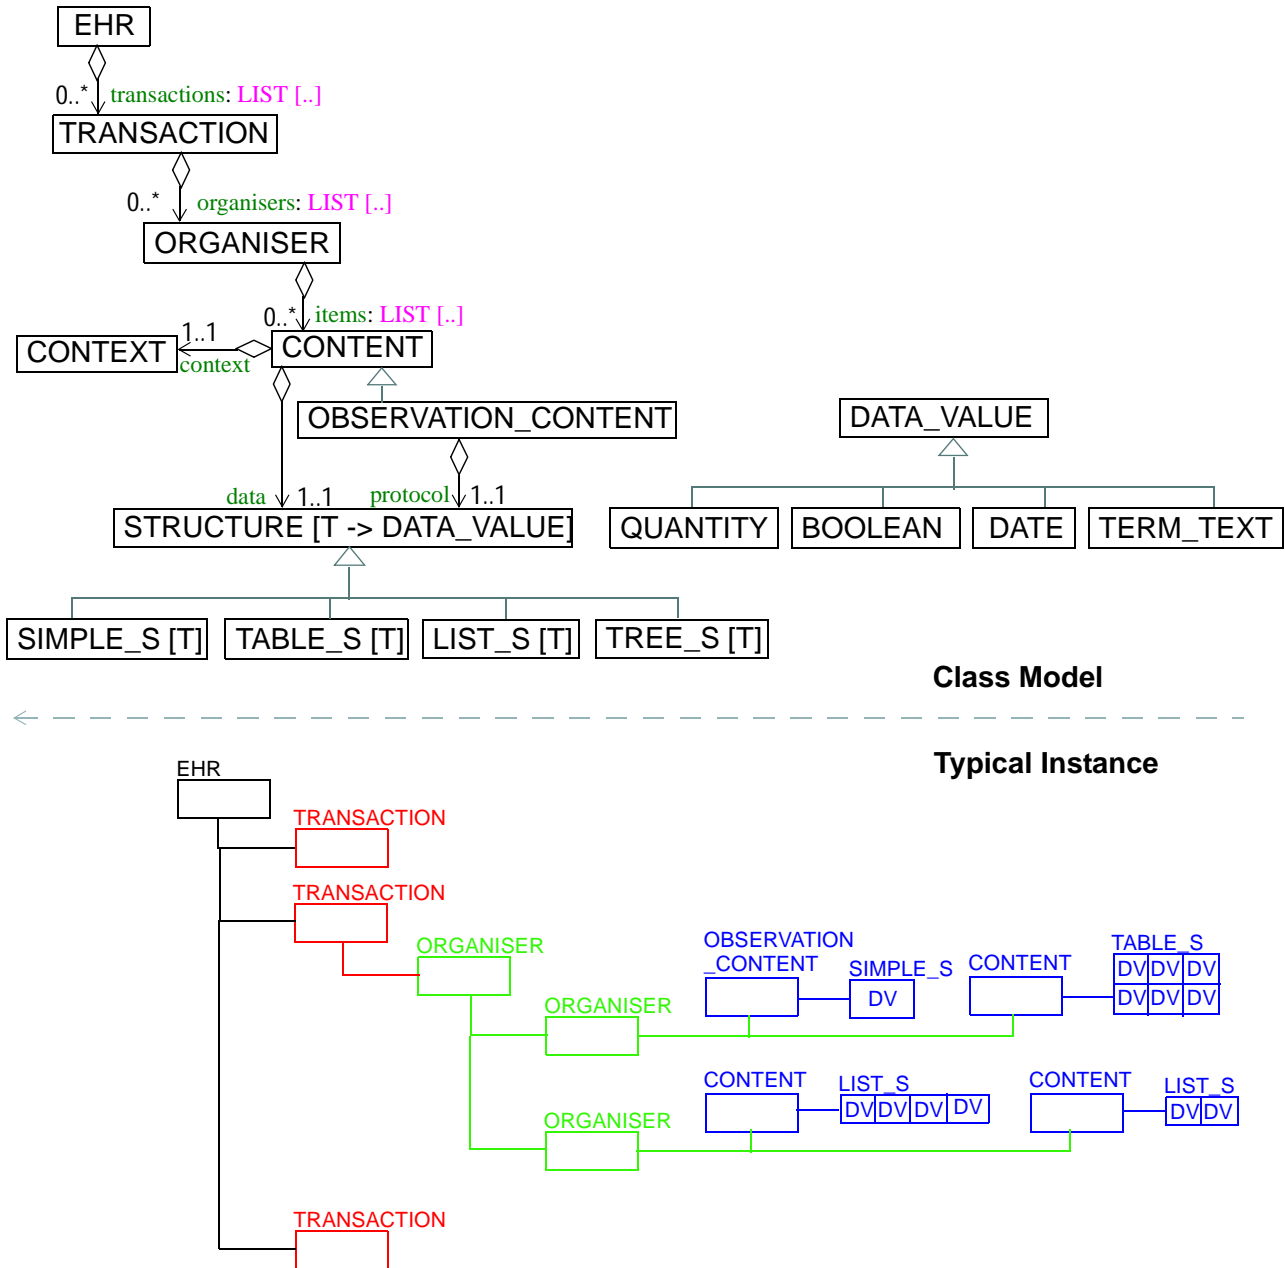 EHR
0..* transactions: LIST [..]
TRANSACTION
0..* organisers: LIST [..]
ORGANISER
0..* items: LIST [..]
CONTEXT 1..1 CONTENT
context
OBSERVATION_CONTENT DATA_VALUE
data 1..1 protocol 1..1
STRUCTURE [T -> DATA_VALUE] QUANTITY BOOLEAN DATE TERM_TEXT
SIMPLE_S [T] TABLE_S [T] LIST_S [T] TREE_S [T]
Class Model
Typical Instance
EHR
TRANSACTION
TRANSACTION
ORGANISER
OBSERVATION
_CONTENT SIMPLE_S CONTENT TABLE_S
DV DV DV DV
DV DV DV
ORGANISER
CONTENT LIST_S CONTENT LIST_S
DV DV DV DV DV DV
ORGANISER
TRANSACTION